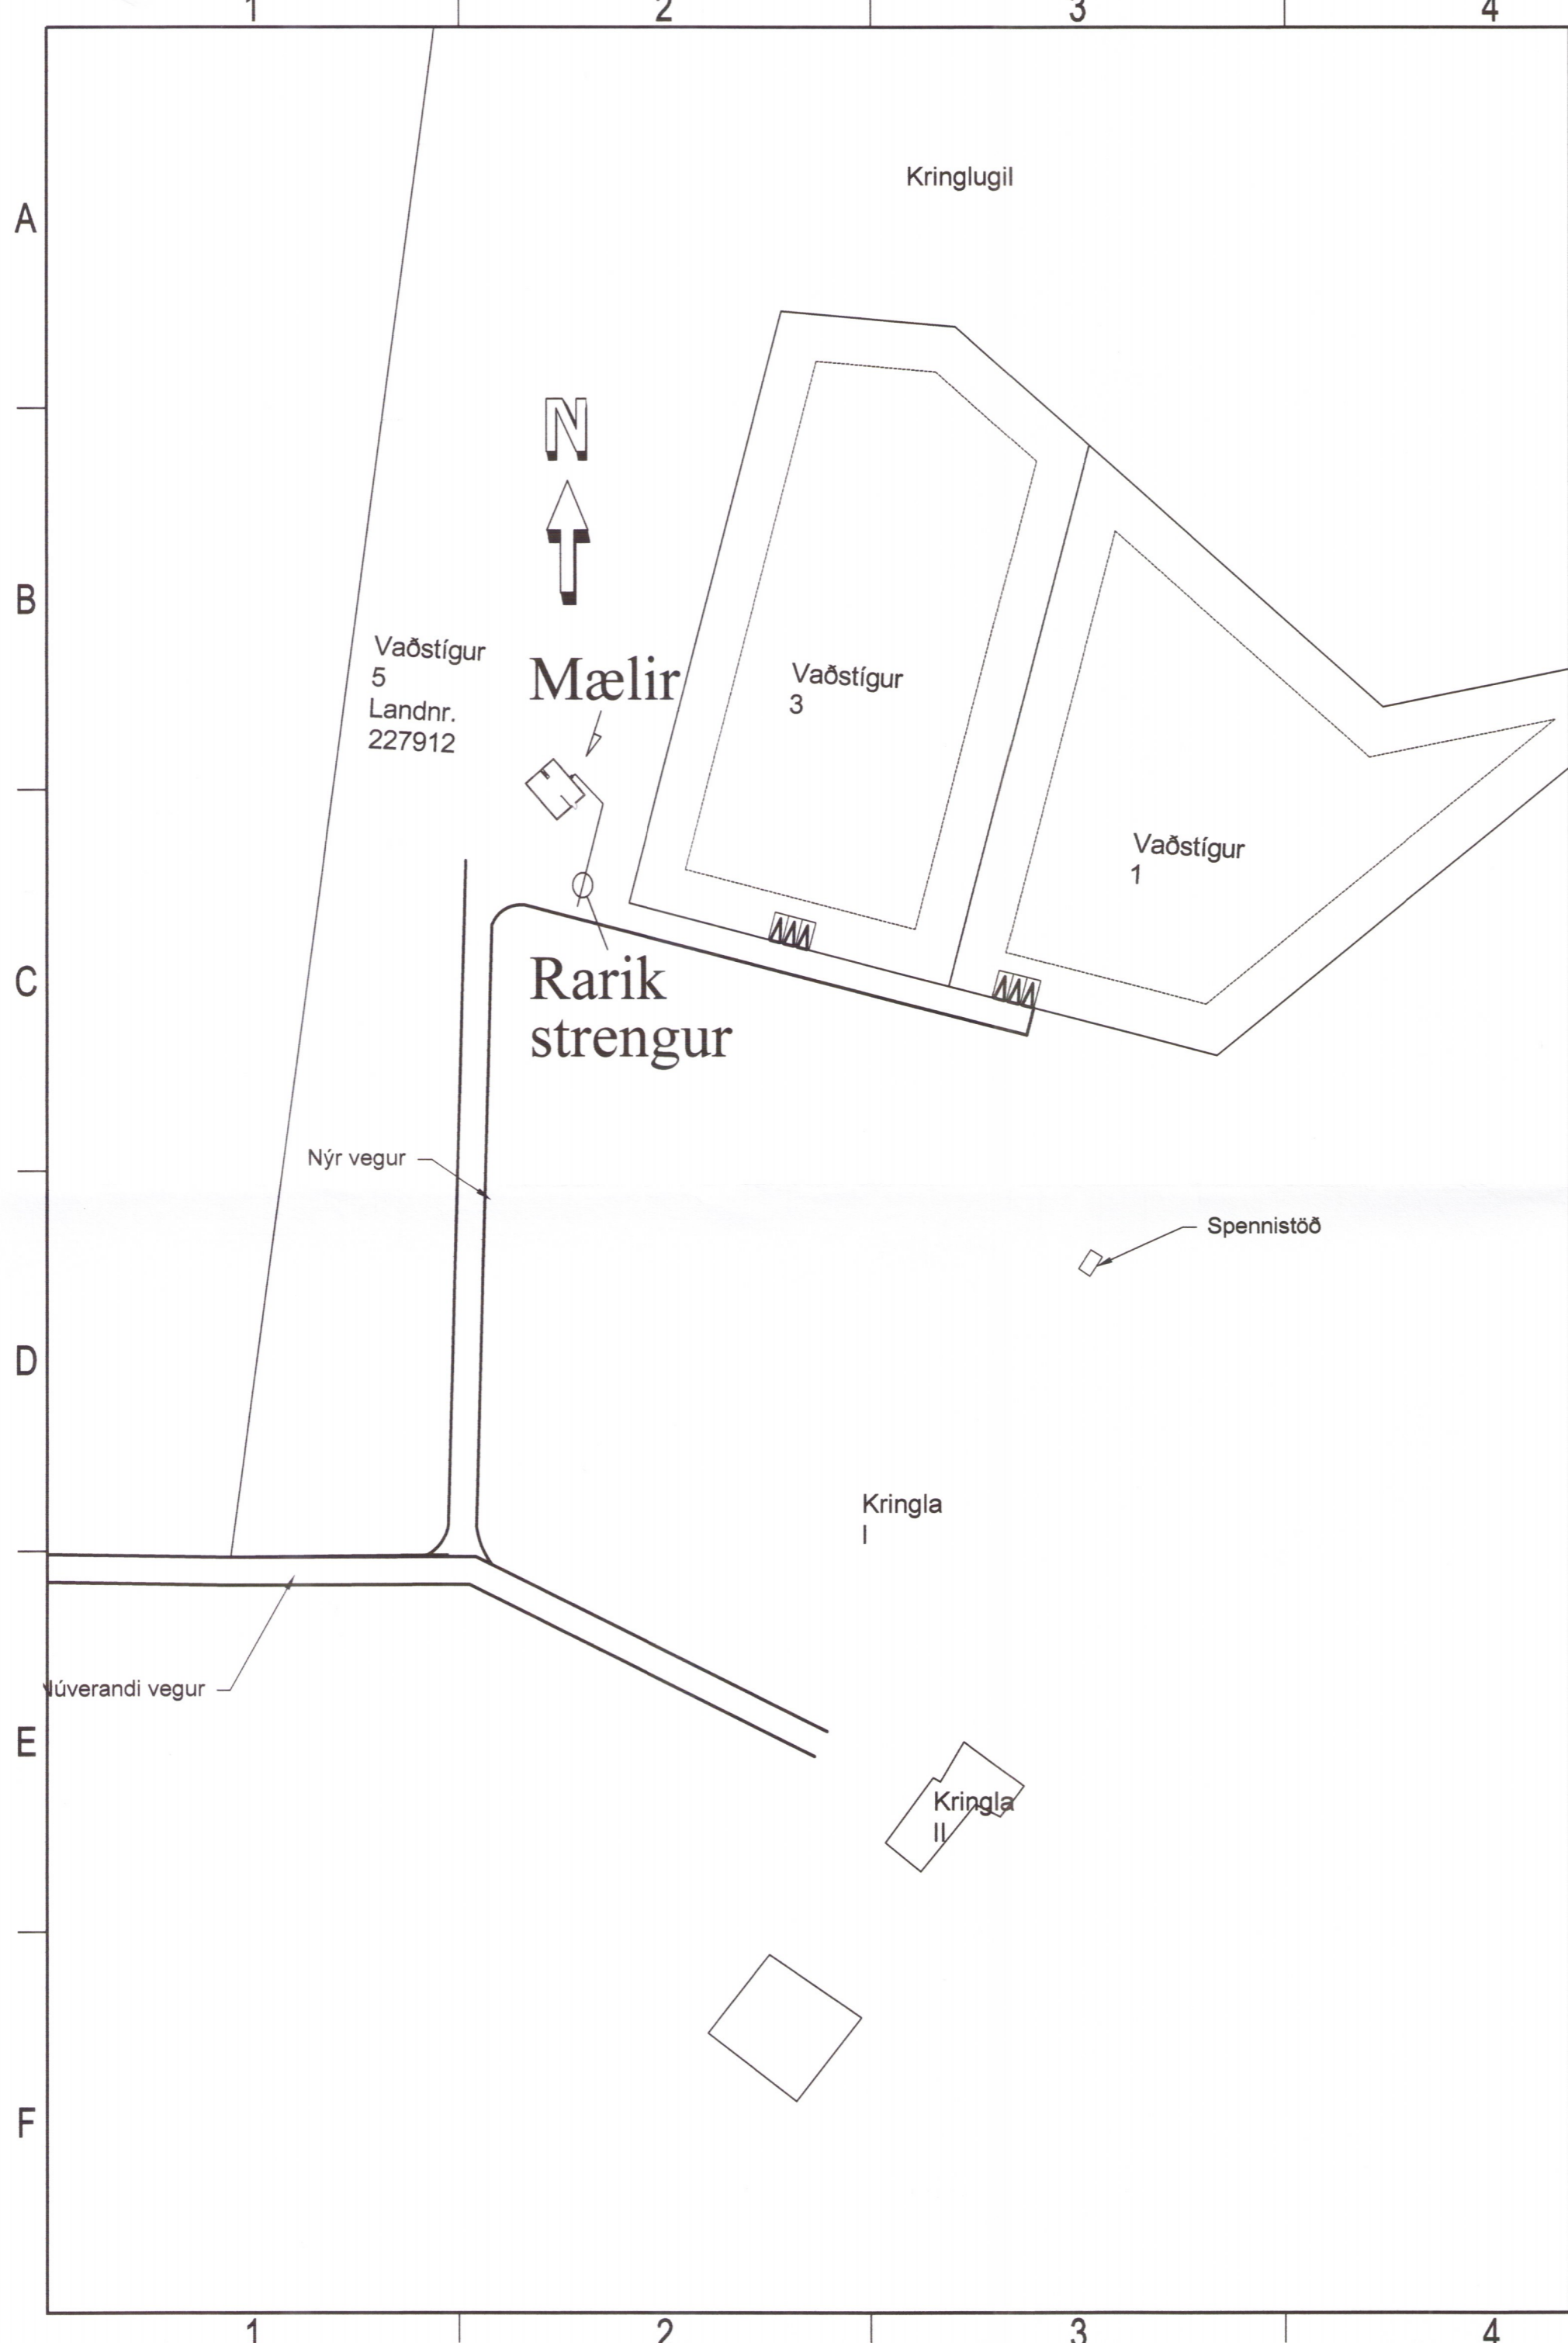 1 2 3 4
A
Kringlugil
N
B
Vaðstígur
5
Landnr.
227912
Mælir
Vaðstígur
3
Vaðstígur
1
C
Rarik
strengur
Nýr vegur
Spennistöð
D
Kringla
I
Núverandi vegur
E
Kringla
II
F
1 2 3 4